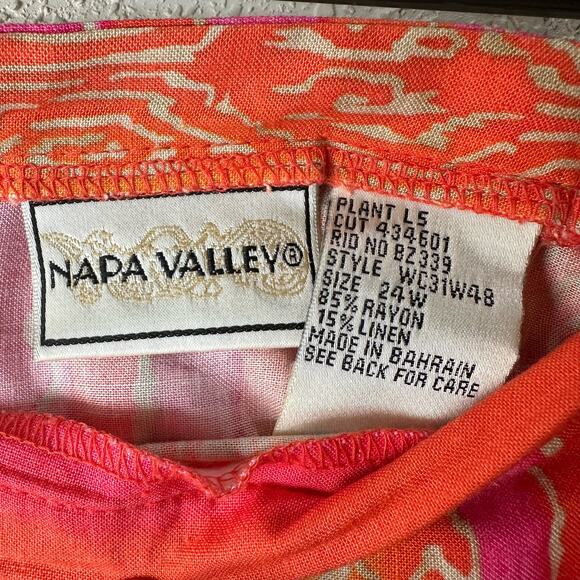 NAPA VALLEY®
PLANT L5
CUT 434601
RID NO BZ339
STYLE WC31W48
SIZE 24W
85% RAYON
15% LINEN
MADE IN BAHRAIN
SEE BACK FOR CARE